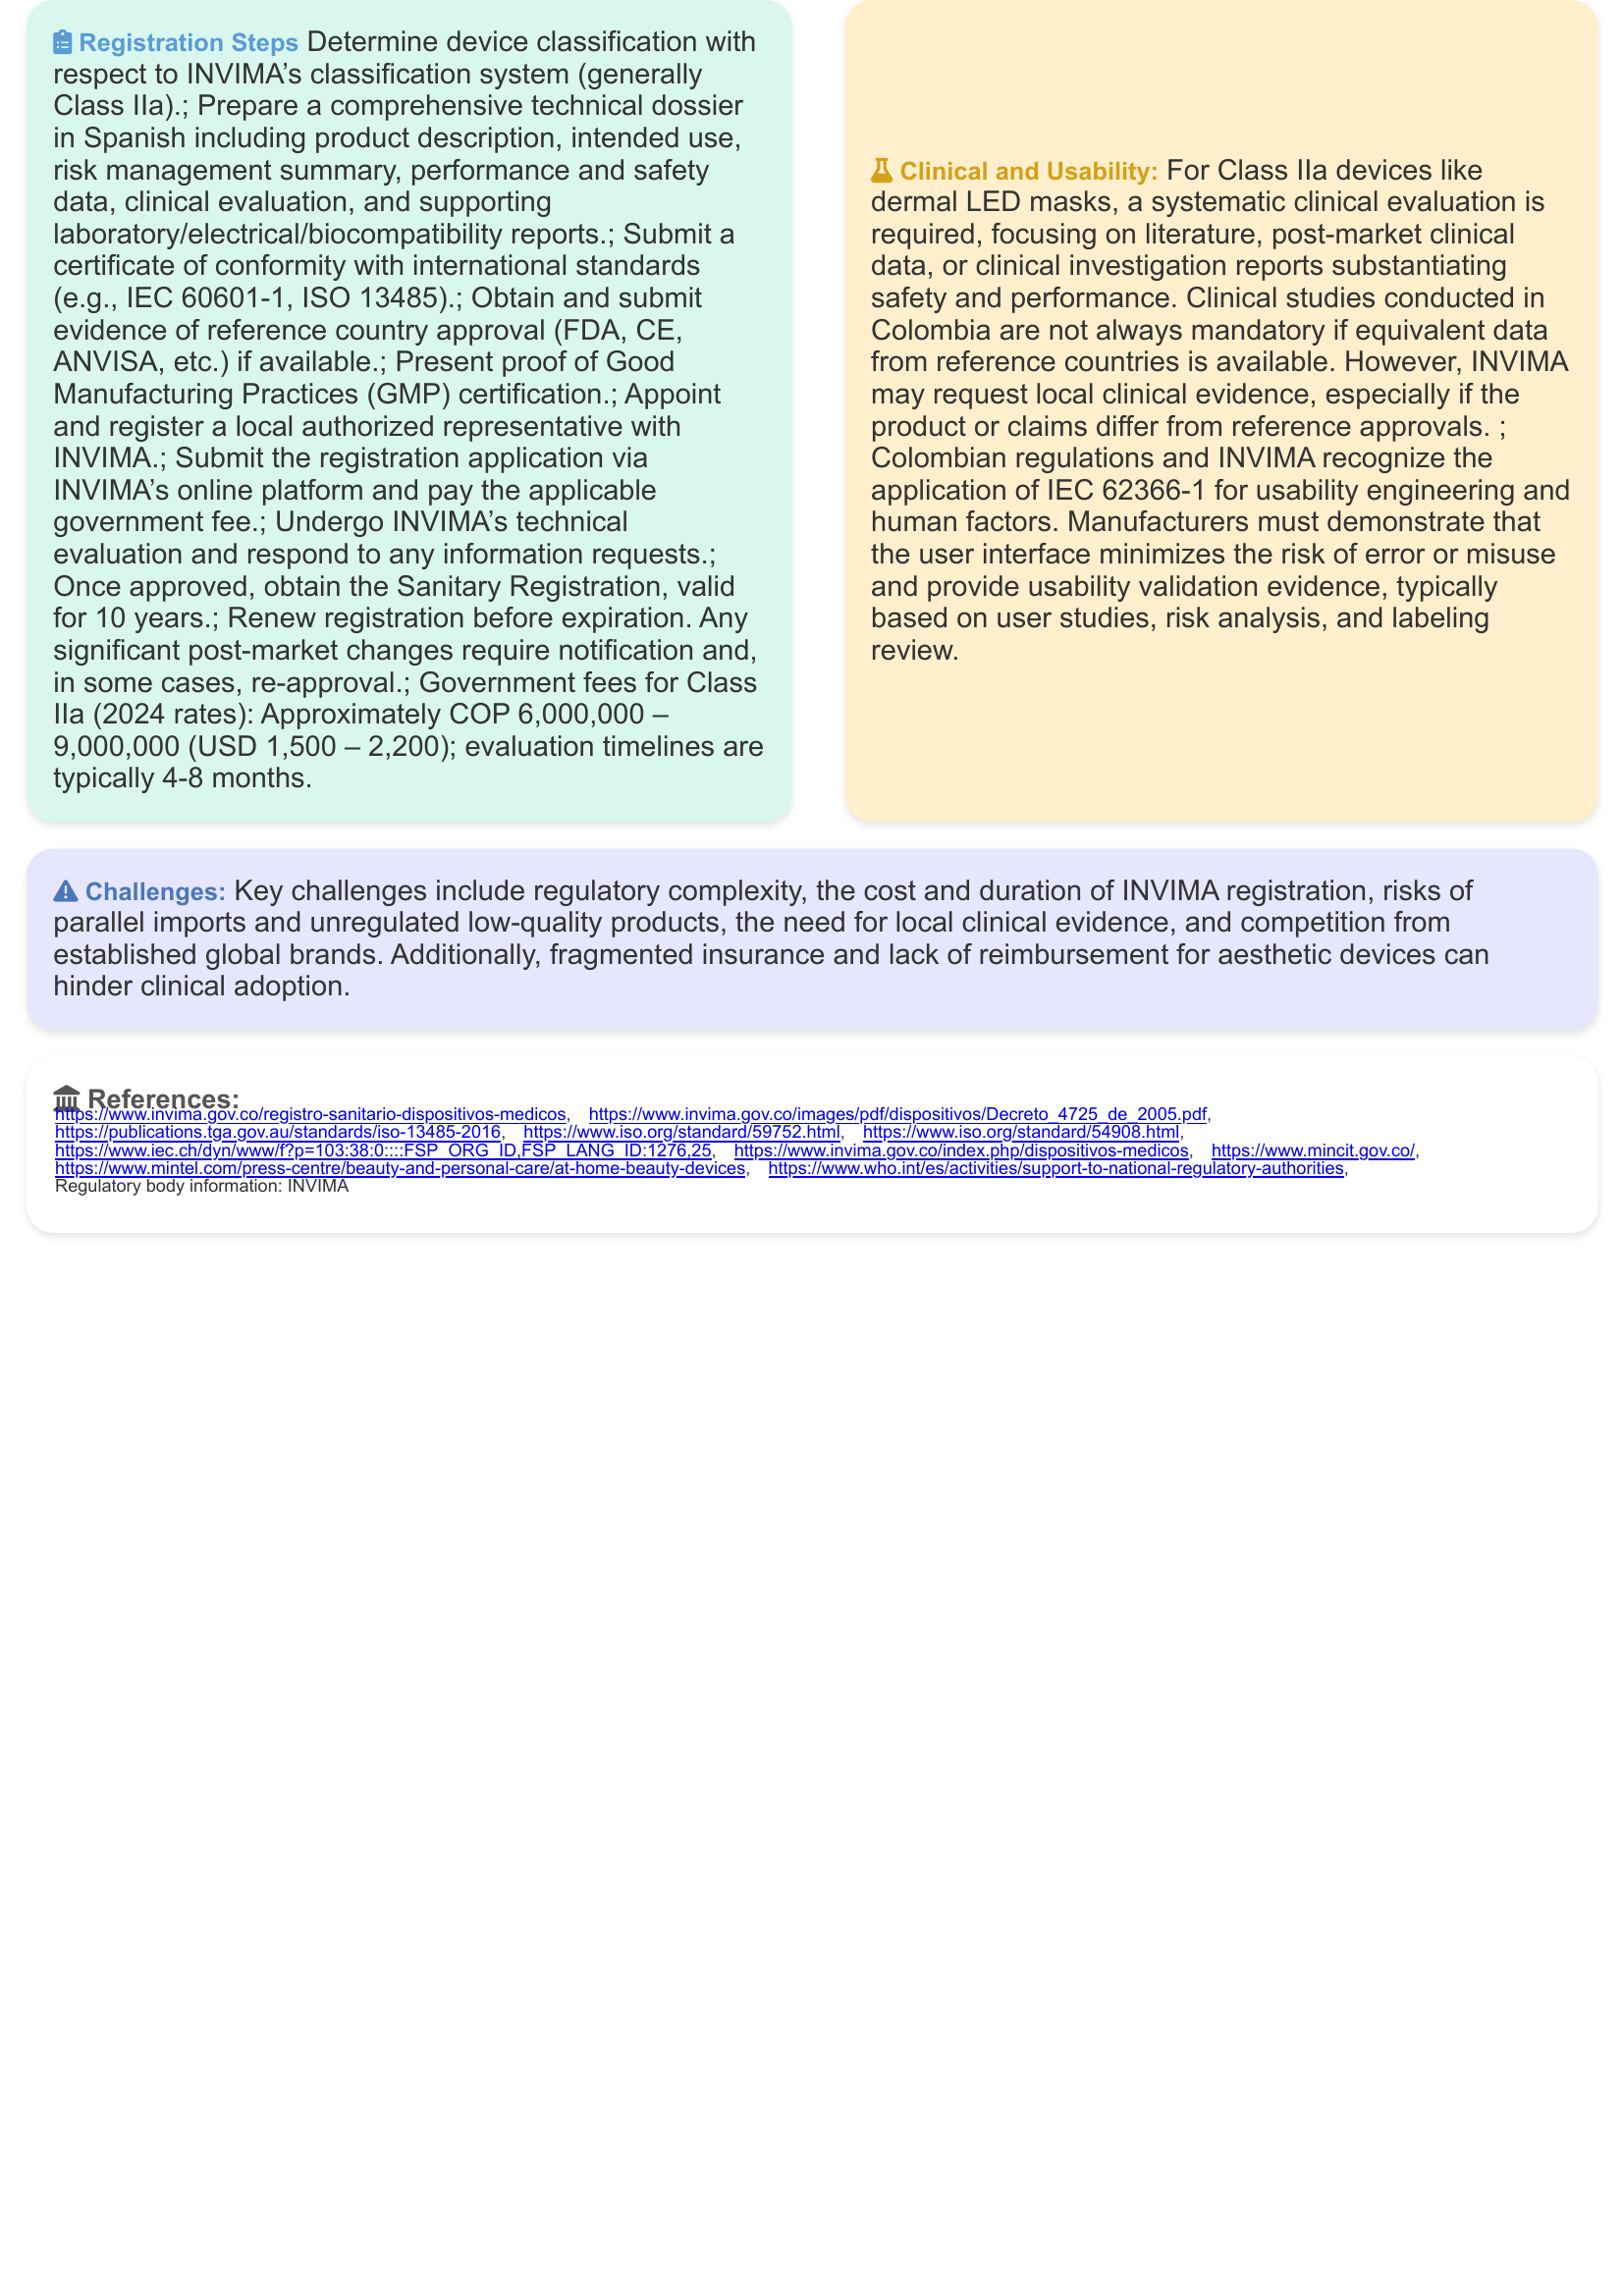 Registration Steps Determine device classification with
respect to INVIMA’s classification system (generally
Class IIa).; Prepare a comprehensive technical dossier
in Spanish including product description, intended use,
risk management summary, performance and safety
data, clinical evaluation, and supporting
laboratory/electrical/biocompatibility reports.; Submit a
certificate of conformity with international standards
(e.g., IEC 60601-1, ISO 13485).; Obtain and submit
evidence of reference country approval (FDA, CE,
ANVISA, etc.) if available.; Present proof of Good
Manufacturing Practices (GMP) certification.; Appoint
and register a local authorized representative with
INVIMA.; Submit the registration application via
INVIMA’s online platform and pay the applicable
government fee.; Undergo INVIMA’s technical
evaluation and respond to any information requests.;
Once approved, obtain the Sanitary Registration, valid
for 10 years.; Renew registration before expiration. Any
significant post-market changes require notification and,
in some cases, re-approval.; Government fees for Class
IIa (2024 rates): Approximately COP 6,000,000 –
9,000,000 (USD 1,500 – 2,200); evaluation timelines are
typically 4-8 months.
Clinical and Usability: For Class IIa devices like
dermal LED masks, a systematic clinical evaluation is
required, focusing on literature, post-market clinical
data, or clinical investigation reports substantiating
safety and performance. Clinical studies conducted in
Colombia are not always mandatory if equivalent data
from reference countries is available. However, INVIMA
may request local clinical evidence, especially if the
product or claims differ from reference approvals. ;
Colombian regulations and INVIMA recognize the
application of IEC 62366-1 for usability engineering and
human factors. Manufacturers must demonstrate that
the user interface minimizes the risk of error or misuse
and provide usability validation evidence, typically
based on user studies, risk analysis, and labeling
review.
Challenges: Key challenges include regulatory complexity, the cost and duration of INVIMA registration, risks of
parallel imports and unregulated low-quality products, the need for local clinical evidence, and competition from
established global brands. Additionally, fragmented insurance and lack of reimbursement for aesthetic devices can
hinder clinical adoption.
References:
https://www.invima.gov.co/registro-sanitario-dispositivos-medicos, https://www.invima.gov.co/images/pdf/dispositivos/Decreto_4725_de_2005.pdf,
https://publications.tga.gov.au/standards/iso-13485-2016, https://www.iso.org/standard/59752.html, https://www.iso.org/standard/54908.html,
https://www.iec.ch/dyn/www/f?p=103:38:0::::FSP_ORG_ID,FSP_LANG_ID:1276,25, https://www.invima.gov.co/index.php/dispositivos-medicos, https://www.mincit.gov.co/,
https://www.mintel.com/press-centre/beauty-and-personal-care/at-home-beauty-devices, https://www.who.int/es/activities/support-to-national-regulatory-authorities,
Regulatory body information: INVIMA